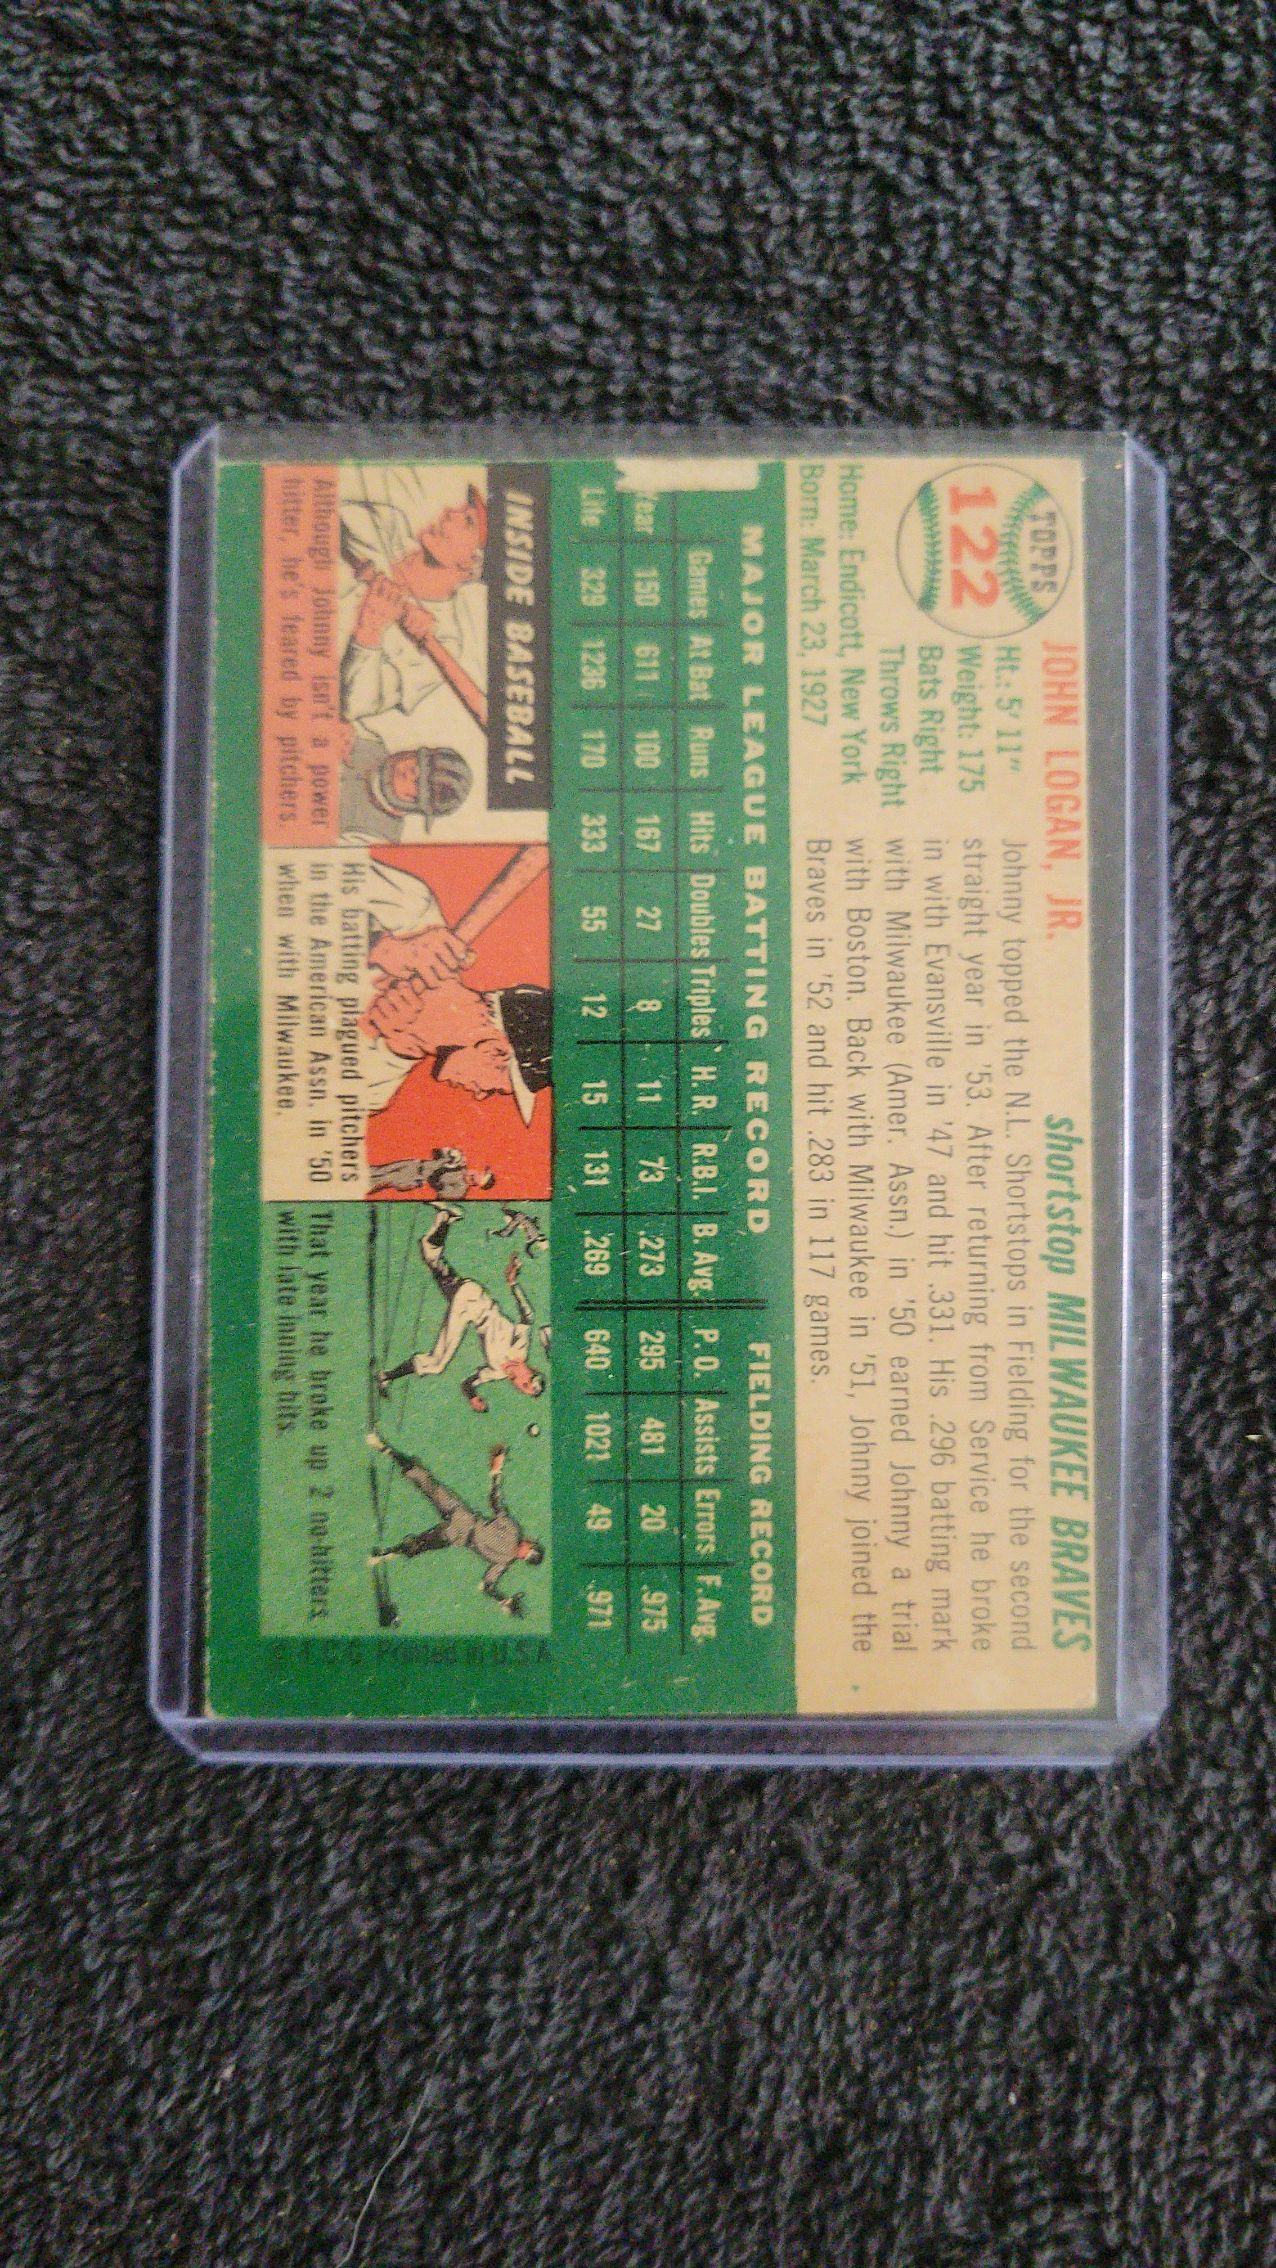 TOPPS
122
JOHN LOGAN, JR.
shortstop MILWAUKEE BRAVES
Ht.: 5' 11"
Weight: 175
Bats Right
Throws Right
Home: Endicott, New York
Born: March 23, 1927
Johnny topped the N.L. Shortstops in Fielding for the second
straight year in '53. After returning from Service he broke
in with Evansville in '47 and hit .331. His .296 batting mark
with Milwaukee (Amer. Assn.) in '50 earned Johnny a trial
with Boston. Back with Milwaukee in '51, Johnny joined the
Braves in '52 and hit .283 in 117 games.
MAJOR LEAGUE BATTING RECORD FIELDING RECORD
Games At Bat Runs Hits Doubles Triples H. R. R.B.I. B. Avg. P. O. Assists Errors F. Avg.
Year 150 611 100 167 27 8 11 73 .273 295 481 20 .975
Life 329 1236 170 333 55 12 15 131 .269 640 1021 49 .971
INSIDE BASEBALL
Although Johnny isn't a power
hitter, he's feared by pitchers.
His batting plagued pitchers
in the American Assn. in '50
when with Milwaukee.
That year he broke up 2 no-hitters
with late inning hits.
© T.C.G. Printed in U.S.A.